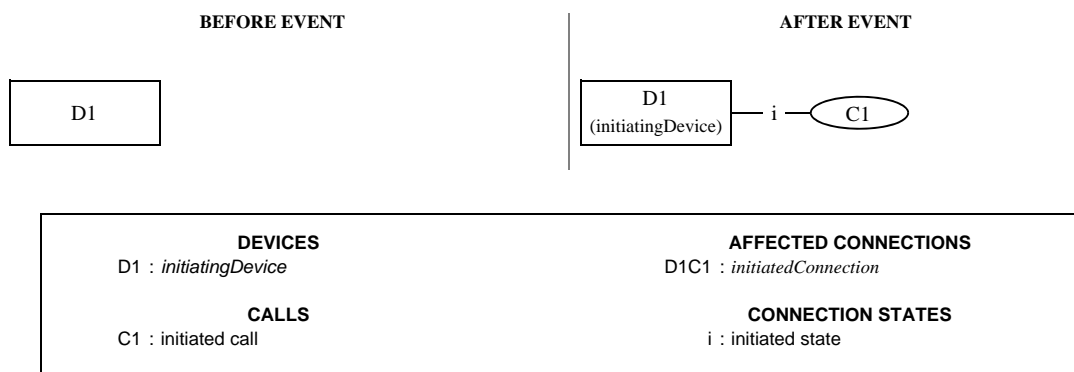 BEFORE EVENT
AFTER EVENT
D1
D1
(initiatingDevice)
i
C1
DEVICES
D1 : initiatingDevice
AFFECTED CONNECTIONS
D1C1 : initiatedConnection
CALLS
C1 : initiated call
CONNECTION STATES
i : initiated state